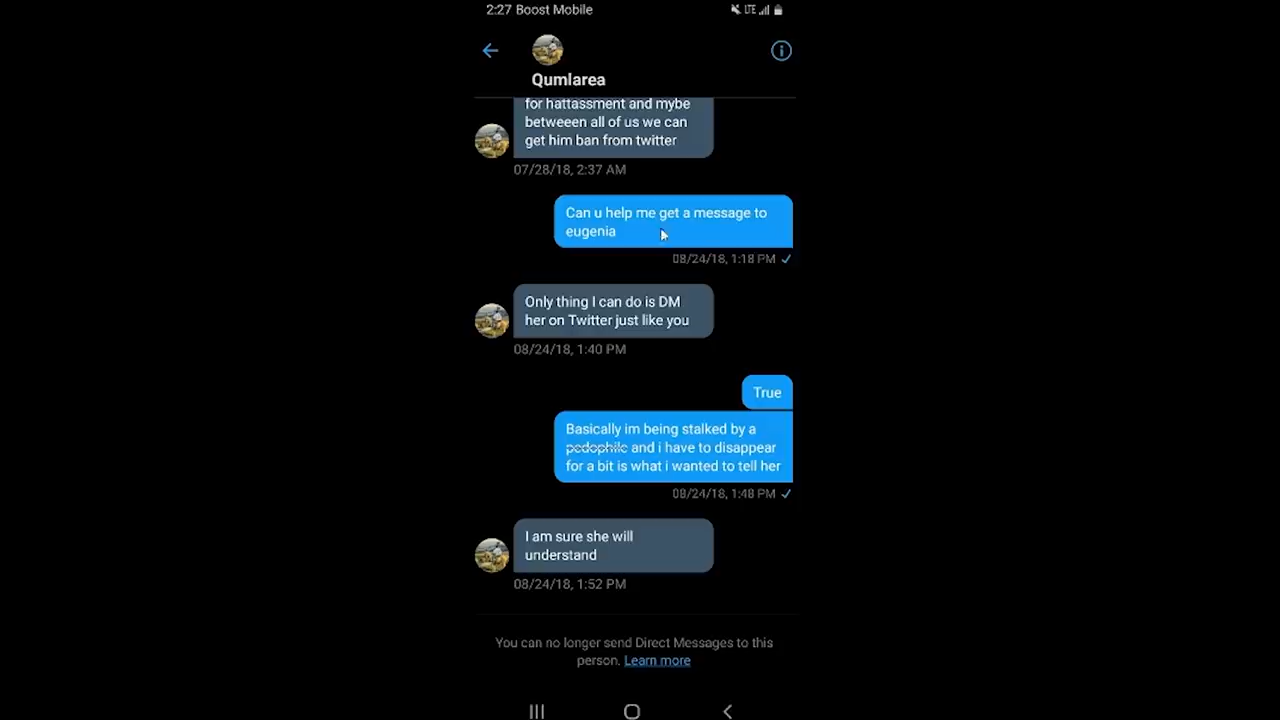 2:27 Boost Mobile LTE
Qumlarea
for hattassment and mybe
betweeen all of us we can
get him ban from twitter
07/28/18, 2:37 AM
Can u help me get a message to
eugenia
08/24/18, 1:18 PM
Only thing I can do is DM
her on Twitter just like you
08/24/18, 1:40 PM
True
Basically im being stalked by a
pedophile and i have to disappear
for a bit is what i wanted to tell her
08/24/18, 1:48 PM
I am sure she will
understand
08/24/18, 1:52 PM
You can no longer send Direct Messages to this
person. Learn more